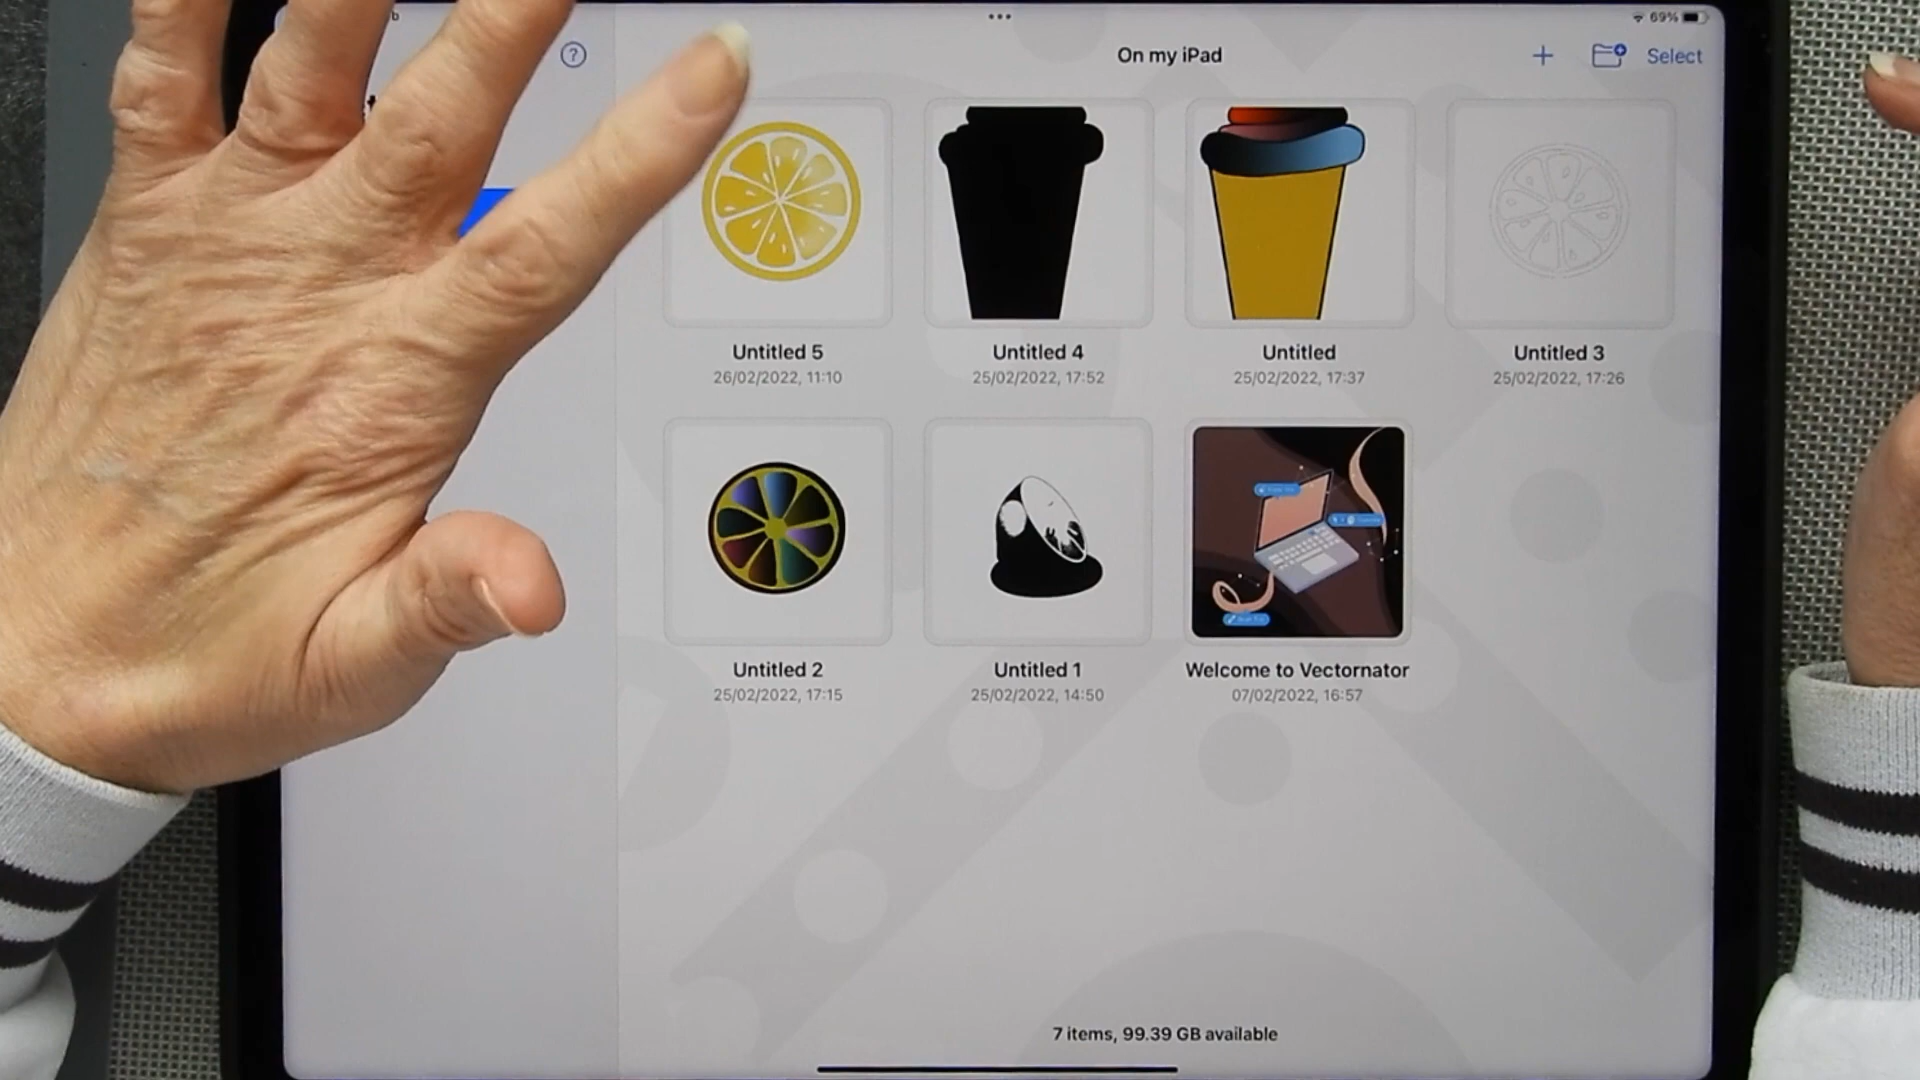 69%
?
On my iPad
Select
Untitled 5
26/02/2022, 11:10
Untitled 4
25/02/2022, 17:52
Untitled
25/02/2022, 17:37
Untitled 3
25/02/2022, 17:26
Untitled 2
25/02/2022, 17:15
Untitled 1
25/02/2022, 14:50
Welcome to Vectornator
07/02/2022, 16:57
7 items, 99.39 GB available